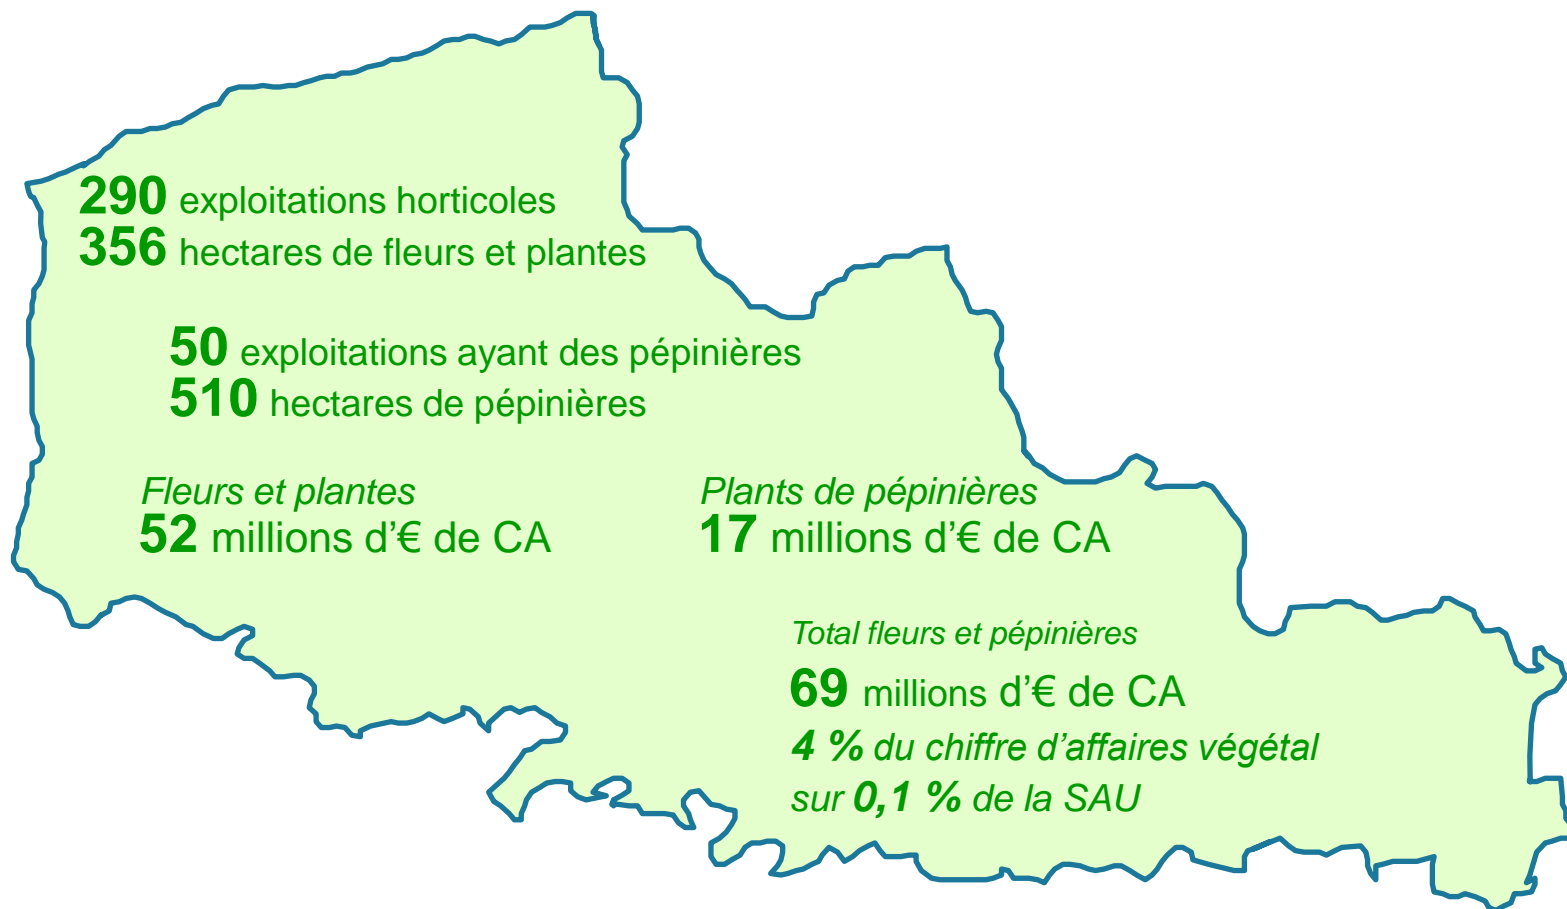 290 exploitations horticoles
356 hectares de fleurs et plantes
50 exploitations ayant des pépinières
510 hectares de pépinières
Fleurs et plantes
52 millions d'€ de CA
Plants de pépinières
17 millions d'€ de CA
Total fleurs et pépinières
69 millions d'€ de CA
4 % du chiffre d'affaires végétal
sur 0,1 % de la SAU